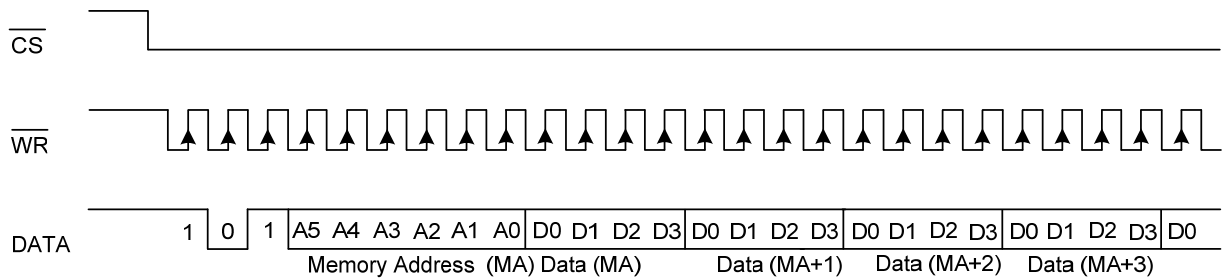 CS
WR
DATA 1 0 1 A5 A4 A3 A2 A1 A0 D0 D1 D2 D3 D0 D1 D2 D3 D0 D1 D2 D3 D0 D1 D2 D3 D0
Memory Address (MA) Data (MA) Data (MA+1) Data (MA+2) Data (MA+3)